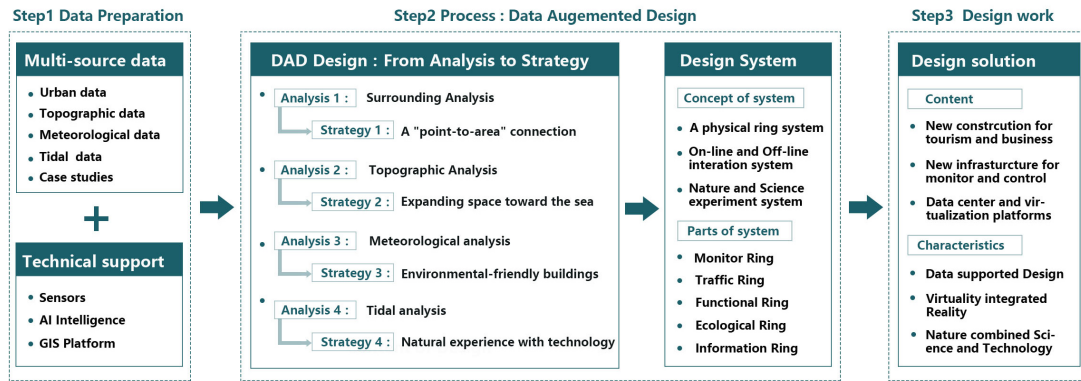 Step1 Data Preparation
Multi-source data
Urban data
Topographic data
Meteorological data
Tidal data
Case studies
+
Technical support
Sensors
AI Intelligence
GIS Platform
Step2 Process : Data Augmented Design
DAD Design : From Analysis to Strategy
Analysis 1 : Surrounding Analysis
Strategy 1 : A "point-to-area" connection
Analysis 2 : Topographic Analysis
Strategy 2 : Expanding space toward the sea
Analysis 3 : Meteorological analysis
Strategy 3 : Environmental-friendly buildings
Analysis 4 : Tidal analysis
Strategy 4 : Natural experience with technology
Design System
Concept of system
A physical ring system
On-line and Off-line
interation system
Nature and Science
experiment system
Parts of system
Monitor Ring
Traffic Ring
Functional Ring
Ecological Ring
Information Ring
Step3 Design work
Design solution
Content
New constrcution for
tourism and business
New infrasturcture for
monitor and control
Data center and vir-
tualization platforms
Characteristics
Data supported Design
Virtuality integrated
Reality
Nature combined Sci-
ence and Technology